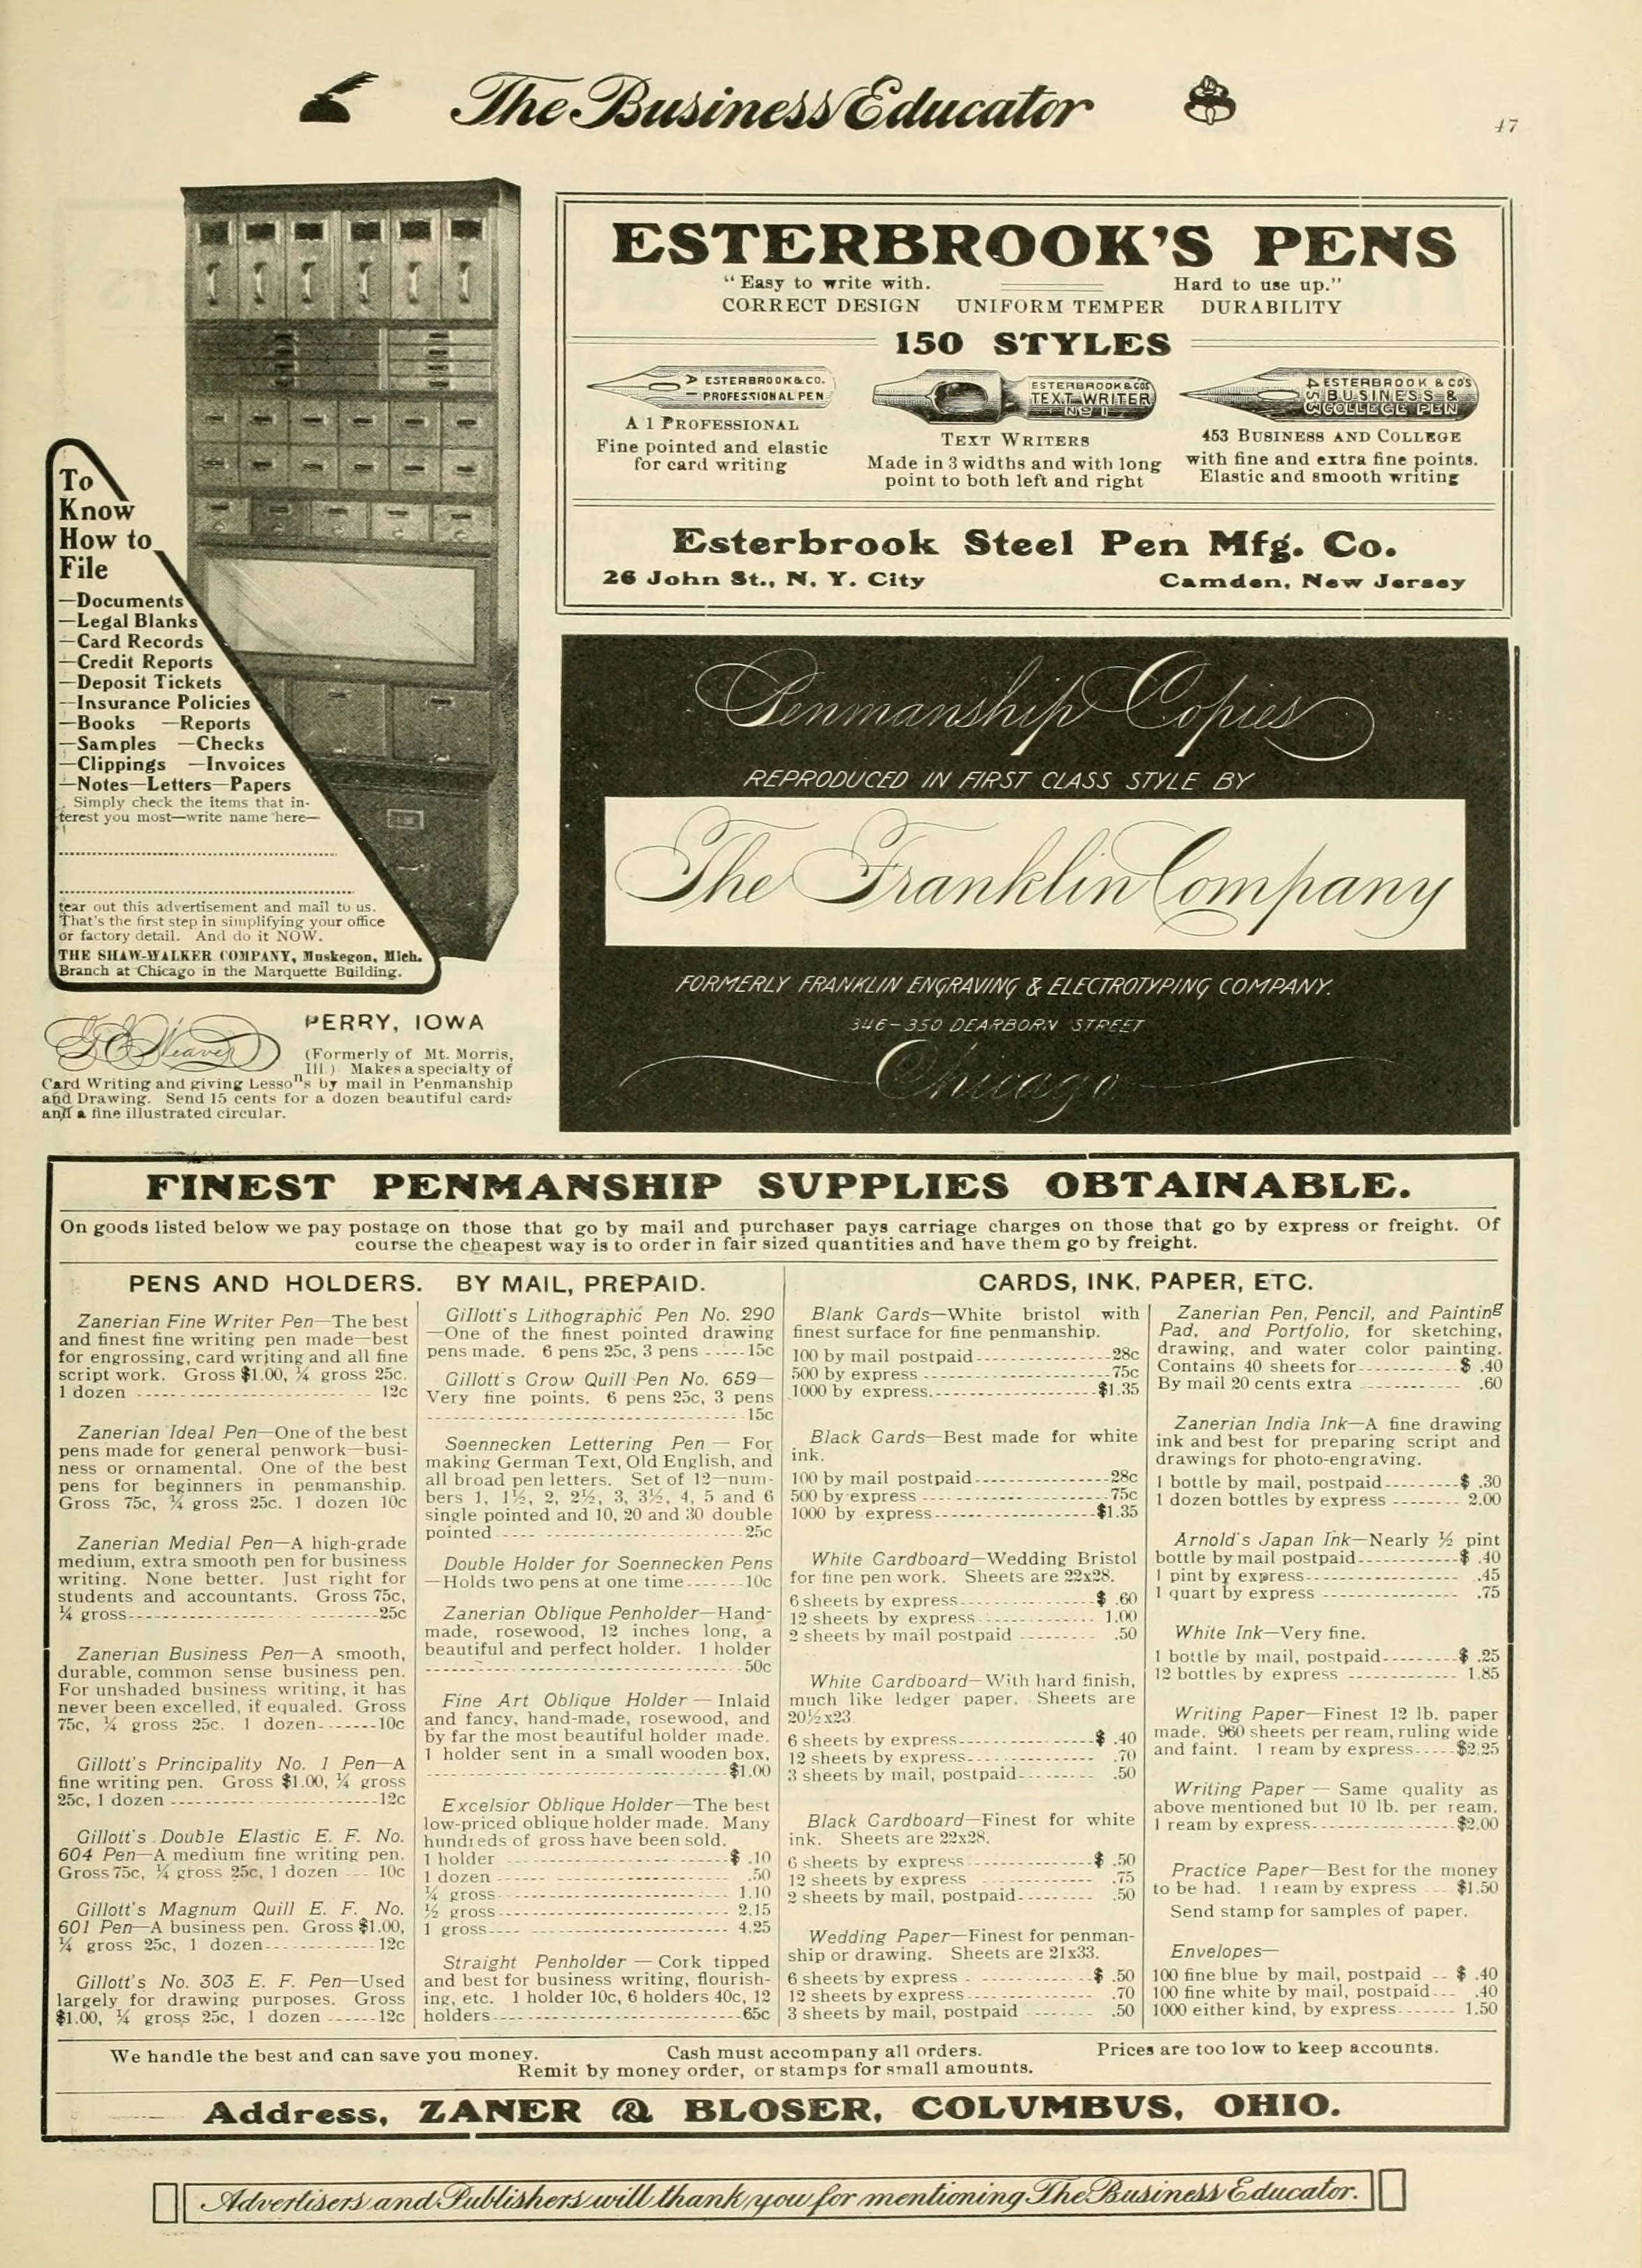 The Business Educator
47
To
Know
How to
File
—Documents
—Legal Blanks
—Card Records
—Credit Reports
—Deposit Tickets
—Insurance Policies
—Books —Reports
—Samples —Checks
—Clippings —Invoices
—Notes—Letters—Papers
Simply check the items that in-
terest you most—write name here—
tear out this advertisement and mail to us.
That's the first step in simplifying your office
or factory detail. And do it NOW.
THE SHAW-WALKER COMPANY, Muskegon, Mich.
Branch at Chicago in the Marquette Building.
ESTERBROOK'S PENS
"Easy to write with. Hard to use up."
CORRECT DESIGN UNIFORM TEMPER DURABILITY
150 STYLES
A 1 ESTERBROOK & CO.
PROFESSIONAL PEN
A 1 PROFESSIONAL
Fine pointed and elastic
for card writing
ESTERBROOK & CO'S
TEXT WRITER
No 1
TEXT WRITERS
Made in 3 widths and with long
point to both left and right
453 ESTERBROOK & CO'S
BUSINESS &
COLLEGE PEN
453 BUSINESS AND COLLEGE
with fine and extra fine points.
Elastic and smooth writing
Esterbrook Steel Pen Mfg. Co.
26 John St., N. Y. City Camden, New Jersey
Penmanship Copies
REPRODUCED IN FIRST CLASS STYLE BY
The Franklin Company
FORMERLY FRANKLIN ENGRAVING & ELECTROTYPING COMPANY.
346-350 DEARBORN STREET
Chicago
Weaver
PERRY, IOWA
(Formerly of Mt. Morris,
Ill.) Makes a specialty of
Card Writing and giving Lessons by mail in Penmanship
and Drawing. Send 15 cents for a dozen beautiful cards
and a fine illustrated circular.
FINEST PENMANSHIP SUPPLIES OBTAINABLE.
On goods listed below we pay postage on those that go by mail and purchaser pays carriage charges on those that go by express or freight. Of
course the cheapest way is to order in fair sized quantities and have them go by freight.
PENS AND HOLDERS. BY MAIL, PREPAID.
Zanerian Fine Writer Pen—The best
and finest fine writing pen made—best
for engrossing, card writing and all fine
script work. Gross $1.00, ¼ gross 25c.
1 dozen 12c
Zanerian Ideal Pen—One of the best
pens made for general penwork—busi-
ness or ornamental. One of the best
pens for beginners in penmanship.
Gross 75c, ¼ gross 25c. 1 dozen 10c
Zanerian Medial Pen—A high-grade
medium, extra smooth pen for business
writing. None better. Just right for
students and accountants. Gross 75c,
¼ gross 25c
Zanerian Business Pen—A smooth,
durable, common sense business pen.
For unshaded business writing, it has
never been excelled, if equaled. Gross
75c, ¼ gross 25c. 1 dozen 10c
Gillott's Principality No. 1 Pen—A
fine writing pen. Gross $1.00, ¼ gross
25c, 1 dozen 12c
Gillott's Double Elastic E. F. No.
604 Pen—A medium fine writing pen.
Gross 75c, ¼ gross 25c, 1 dozen 10c
Gillott's Magnum Quill E. F. No.
601 Pen—A business pen. Gross $1.00,
¼ gross 25c, 1 dozen 12c
Gillott's No. 303 E. F. Pen—Used
largely for drawing purposes. Gross
$1.00, ¼ gross 25c, 1 dozen 12c
Gillott's Lithographic Pen No. 290
—One of the finest pointed drawing
pens made. 6 pens 25c, 3 pens 15c
Gillott's Crow Quill Pen No. 659—
Very fine points. 6 pens 25c, 3 pens
15c
Soennecken Lettering Pen — For
making German Text, Old English, and
all broad pen letters. Set of 12—num-
bers 1, 1½, 2, 2½, 3, 3½, 4, 5 and 6
single pointed and 10, 20 and 30 double
pointed 25c
Double Holder for Soennecken Pens
—Holds two pens at one time 10c
Zanerian Oblique Penholder—Hand-
made, rosewood, 12 inches long, a
beautiful and perfect holder. 1 holder
50c
Fine Art Oblique Holder — Inlaid
and fancy, hand-made, rosewood, and
by far the most beautiful holder made.
1 holder sent in a small wooden box,
$1.00
Excelsior Oblique Holder—The best
low-priced oblique holder made. Many
hundreds of gross have been sold.
1 holder $ .10
1 dozen .50
¼ gross 1.10
½ gross 2.15
1 gross 4.25
Straight Penholder — Cork tipped
and best for business writing, flourish-
ing, etc. 1 holder 10c, 6 holders 40c, 12
holders 65c
CARDS, INK, PAPER, ETC.
Blank Cards—White bristol with
finest surface for fine penmanship.
100 by mail postpaid 28c
500 by express 75c
1000 by express $1.35
Black Cards—Best made for white
ink.
100 by mail postpaid 28c
500 by express 75c
1000 by express $1.35
White Cardboard—Wedding Bristol
for fine pen work. Sheets are 22x28.
6 sheets by express $ .60
12 sheets by express 1.00
2 sheets by mail postpaid .50
White Cardboard—With hard finish,
much like ledger paper. Sheets are
20½x23
6 sheets by express $ .40
12 sheets by express .70
3 sheets by mail, postpaid .50
Black Cardboard—Finest for white
ink. Sheets are 22x28.
6 sheets by express $ .50
12 sheets by express .75
2 sheets by mail, postpaid .50
Wedding Paper—Finest for penman-
ship or drawing. Sheets are 21x33.
6 sheets by express $ .50
12 sheets by express .70
3 sheets by mail, postpaid .50
Zanerian Pen, Pencil, and Painting
Pad, and Portfolio, for sketching,
drawing, and water color painting.
Contains 40 sheets for $ .40
By mail 20 cents extra .60
Zanerian India Ink—A fine drawing
ink and best for preparing script and
drawings for photo-engraving.
1 bottle by mail, postpaid $ .30
1 dozen bottles by express 2.00
Arnold's Japan Ink—Nearly ½ pint
bottle by mail postpaid $ .40
1 pint by express .45
1 quart by express .75
White Ink—Very fine.
1 bottle by mail, postpaid $ .25
12 bottles by express 1.85
Writing Paper—Finest 12 lb. paper
made. 960 sheets per ream, ruling wide
and faint. 1 ream by express $2.25
Writing Paper — Same quality as
above mentioned but 10 lb. per ream.
1 ream by express $2.00
Practice Paper—Best for the money
to be had. 1 ream by express $1.50
Send stamp for samples of paper.
Envelopes—
100 fine blue by mail, postpaid $ .40
100 fine white by mail, postpaid .40
1000 either kind, by express 1.50
We handle the best and can save you money. Cash must accompany all orders. Prices are too low to keep accounts.
Remit by money order, or stamps for small amounts.
Address, ZANER & BLOSER, COLUMBUS, OHIO.
Advertisers and Publishers will thank you for mentioning The Business Educator.